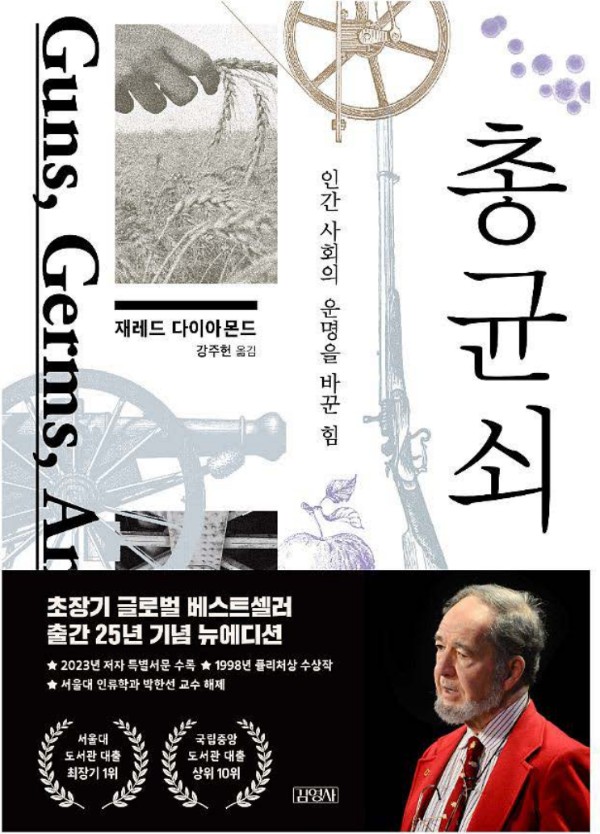 Guns, Germs, An
총 균 쇠
인간 사회의 운명을 바꾼 힘
재레드 다이아몬드
강주헌 옮김
초장기 글로벌 베스트셀러
출간 25년 기념 뉴에디션
★ 2023년 저자 특별서문 수록 ★ 1998년 퓰리처상 수상작
★ 서울대 인류학과 박한선 교수 해제
서울대
도서관 대출
최장기 1위
국립중앙
도서관 대출
상위 10위
김영사